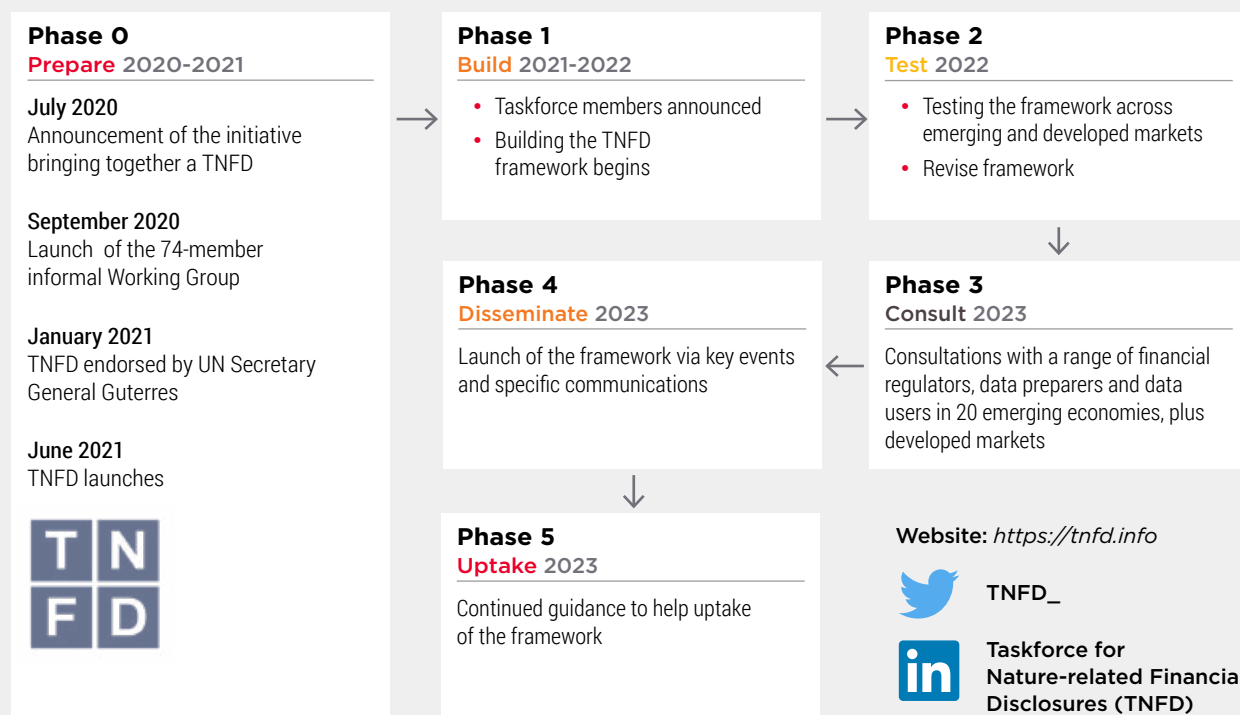 Phase 0
Prepare 2020-2021
July 2020
Announcement of the initiative
bringing together a TNFD
September 2020
Launch of the 74-member
informal Working Group
January 2021
TNFD endorsed by UN Secretary
General Guterres
June 2021
TNFD launches
T N
F D
Phase 1
Build 2021-2022
• Taskforce members announced
• Building the TNFD
framework begins
Phase 2
Test 2022
• Testing the framework across
emerging and developed markets
• Revise framework
Phase 3
Consult 2023
Consultations with a range of financial
regulators, data preparers and data
users in 20 emerging economies, plus
developed markets
Phase 4
Disseminate 2023
Launch of the framework via key events
and specific communications
Phase 5
Uptake 2023
Continued guidance to help uptake
of the framework
Website: https://tnfd.info
TNFD_
in
Taskforce for
Nature-related Financia
Disclosures (TNFD)